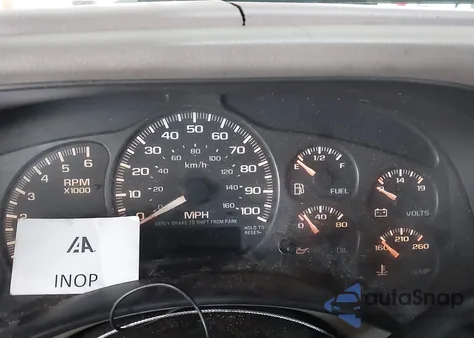 50
40 60
30 70
20 80
10 90
0 100
60 80 100
40 km/h 120
20 140
0 160
MPH
APPLY BRAKE TO SHIFT FROM PARK
HOLD TO
RESET
2 3 4 5 6
RPM
X1000
E 1/2 F
FUEL
14
19
VOLTS
40
0 80
OIL
210
160 260
IAA
INOP
autoSnap